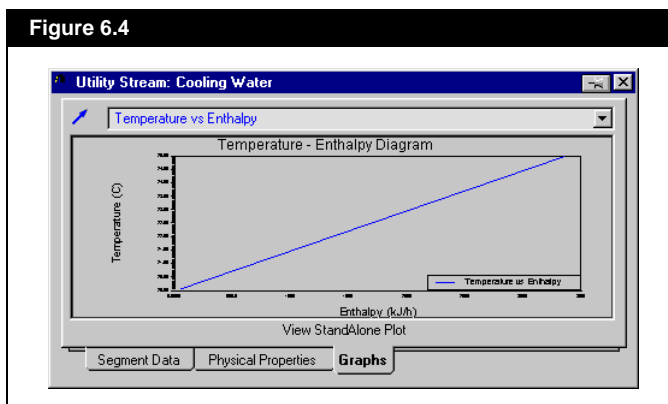 Figure 6.4
Utility Stream: Cooling Water
Temperature vs Enthalpy
Temperature - Enthalpy Diagram
Temperature (C)
Temperature vs Enthalpy
Enthalpy (kJ/h)
View StandAlone Plot
Segment Data Physical Properties Graphs